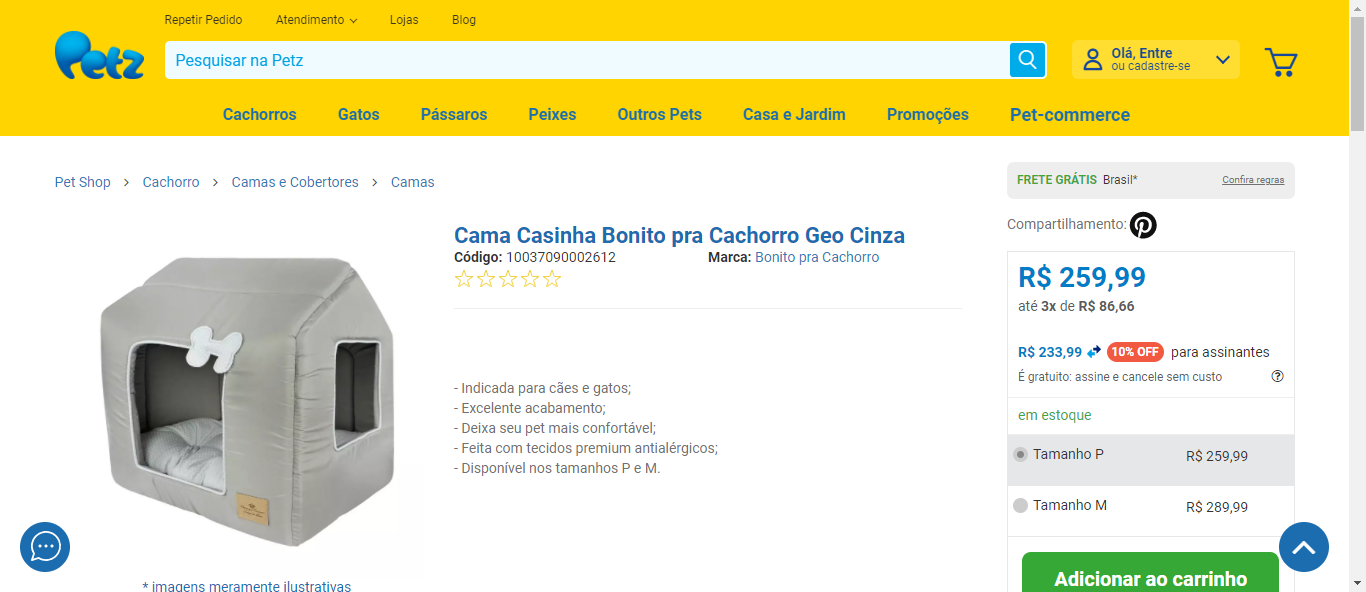 Repetir Pedido Atendimento Lojas Blog
Petz
Pesquisar na Petz
Olá, Entre
ou cadastre-se
Cachorros Gatos Pássaros Peixes Outros Pets Casa e Jardim Promoções Pet-commerce
Pet Shop Cachorro Camas e Cobertores Camas
FRETE GRÁTIS Brasil* Confira regras
Compartilhamento:
Cama Casinha Bonito pra Cachorro Geo Cinza
Código: 10037090002612 Marca: Bonito pra Cachorro
- Indicada para cães e gatos;
- Excelente acabamento;
- Deixa seu pet mais confortável;
- Feita com tecidos premium antialérgicos;
- Disponível nos tamanhos P e M.
* imagens meramente ilustrativas
R$ 259,99
até 3x de R$ 86,66
R$ 233,99 10% OFF para assinantes
É gratuito: assine e cancele sem custo
em estoque
Tamanho P R$ 259,99
Tamanho M R$ 289,99
Adicionar ao carrinho